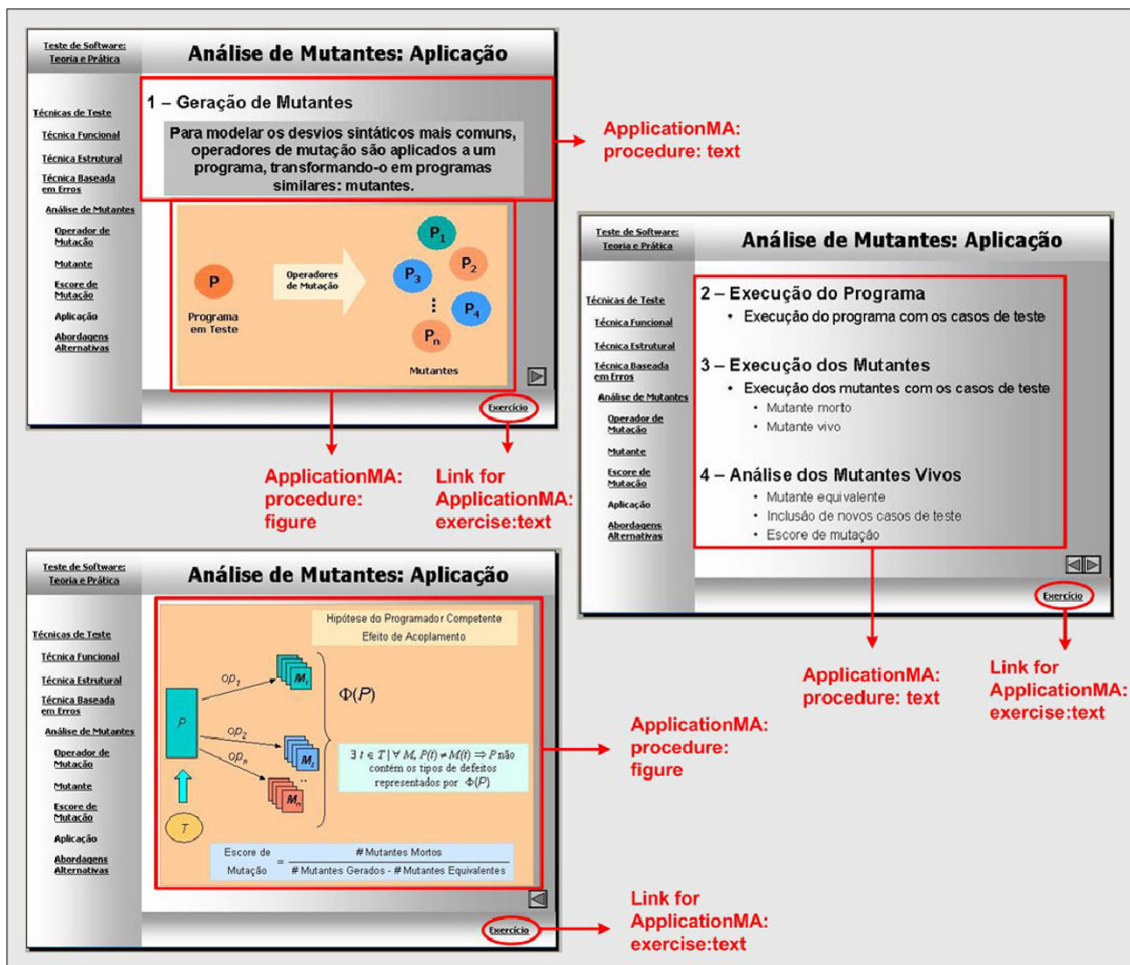 Teste de Software:
Teoria e Prática
Análise de Mutantes: Aplicação
Técnicas de Teste
Técnica Funcional
Técnica Estrutural
Técnica Baseada
em Erros
Análise de Mutantes
Operador de
Mutação
Mutante
Escore de
Mutação
Aplicação
Abordagens
Alternativas
1 – Geração de Mutantes
Para modelar os desvios sintáticos mais comuns,
operadores de mutação são aplicados a um
programa, transformando-o em programas
similares: mutantes.
P
Programa
em Teste
Operadores
de Mutação
P1
P2
P3
P4
Pn
Mutantes
Exercício
ApplicationMA:
procedure: text
ApplicationMA:
procedure:
figure
Link for
ApplicationMA:
exercise:text
Teste de Software:
Teoria e Prática
Análise de Mutantes: Aplicação
Técnicas de Teste
Técnica Funcional
Técnica Estrutural
Técnica Baseada
em Erros
Análise de Mutantes
Operador de
Mutação
Mutante
Escore de
Mutação
Aplicação
Abordagens
Alternativas
2 – Execução do Programa
• Execução do programa com os casos de teste
3 – Execução dos Mutantes
• Execução dos mutantes com os casos de teste
• Mutante morto
• Mutante vivo
4 – Análise dos Mutantes Vivos
• Mutante equivalente
• Inclusão de novos casos de teste
• Escore de mutação
Exercício
ApplicationMA:
procedure: text
Link for
ApplicationMA:
exercise:text
Teste de Software:
Teoria e Prática
Análise de Mutantes: Aplicação
Técnicas de Teste
Técnica Funcional
Técnica Estrutural
Técnica Baseada
em Erros
Análise de Mutantes
Operador de
Mutação
Mutante
Escore de
Mutação
Aplicação
Abordagens
Alternativas
Hipótese do Programador Competente
Efeito de Acoplamento
P
T
op1
op2
opn
M1
M2
Mn
Φ(P)
∃ t ∈ T | ∀ M, P(t) ≠ M(t) ⇒ P não
contém os tipos de defeitos
representados por Φ(P)
Escore de
Mutação
=
# Mutantes Mortos
# Mutantes Gerados - # Mutantes Equivalentes
Exercício
ApplicationMA:
procedure:
figure
Link for
ApplicationMA:
exercise:text